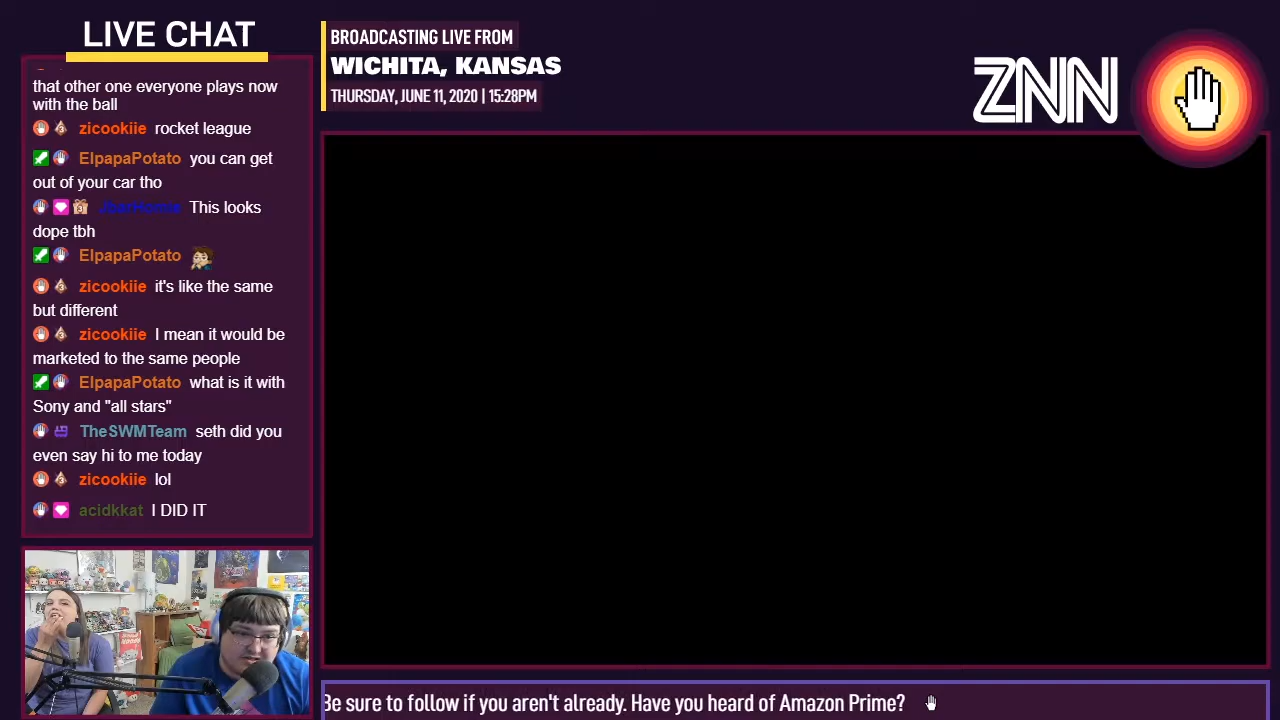 LIVE CHAT
that other one everyone plays now
with the ball
zicookiie rocket league
ElpapaPotato you can get
out of your car tho
This looks
dope tbh
ElpapaPotato
zicookiie it's like the same
but different
zicookiie I mean it would be
marketed to the same people
ElpapaPotato what is it with
Sony and "all stars"
TheSWMTeam seth did you
even say hi to me today
zicookiie lol
acidkkat I DID IT
BROADCASTING LIVE FROM
WICHITA, KANSAS
THURSDAY, JUNE 11, 2020 | 15:28PM
ZNN
Be sure to follow if you aren't already. Have you heard of Amazon Prime?